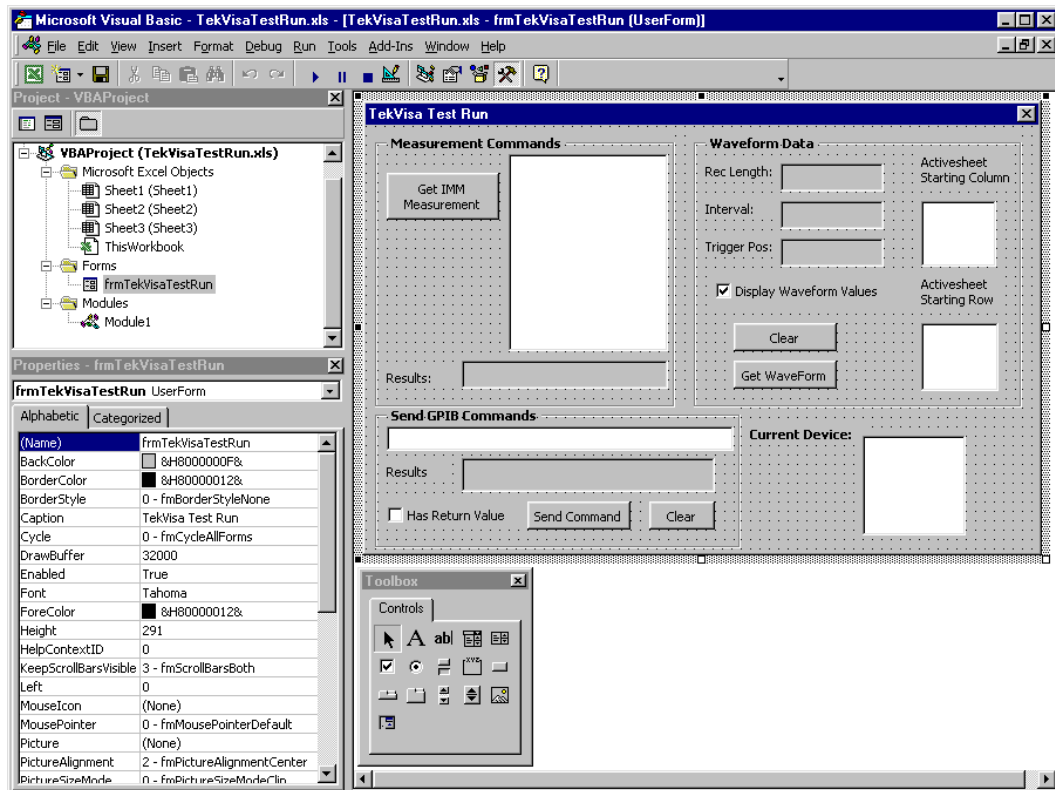 Microsoft Visual Basic - TekVisaTestRun.xls - [TekVisaTestRun.xls - frmTekVisaTestRun (UserForm)]
File Edit View Insert Format Debug Run Tools Add-Ins Window Help
Project - VBAProject
VBAProject (TekVisaTestRun.xls)
Microsoft Excel Objects
Sheet1 (Sheet1)
Sheet2 (Sheet2)
Sheet3 (Sheet3)
ThisWorkbook
Forms
frmTekVisaTestRun
Modules
Module1
Properties - frmTekVisaTestRun
frmTekVisaTestRun UserForm
Alphabetic Categorized
(Name) frmTekVisaTestRun
BackColor &H8000000F&
BorderColor &H80000012&
BorderStyle 0 - fmBorderStyleNone
Caption TekVisa Test Run
Cycle 0 - fmCycleAllForms
DrawBuffer 32000
Enabled True
Font Tahoma
ForeColor &H80000012&
Height 291
HelpContextID 0
KeepScrollBarsVisible 3 - fmScrollBarsBoth
Left 0
MouseIcon (None)
MousePointer 0 - fmMousePointerDefault
Picture (None)
PictureAlignment 2 - fmPictureAlignmentCenter
PictureSizeMode 0 - fmPictureSizeModeClip
TekVisa Test Run
Measurement Commands
Get IMM
Measurement
Results:
Waveform Data
Rec Length:
Interval:
Trigger Pos:
Display Waveform Values
Clear
Get WaveForm
Activesheet
Starting Column
Activesheet
Starting Row
Send GPIB Commands
Results
Has Return Value
Send Command
Clear
Current Device:
Toolbox
Controls
A ab|
XYZ